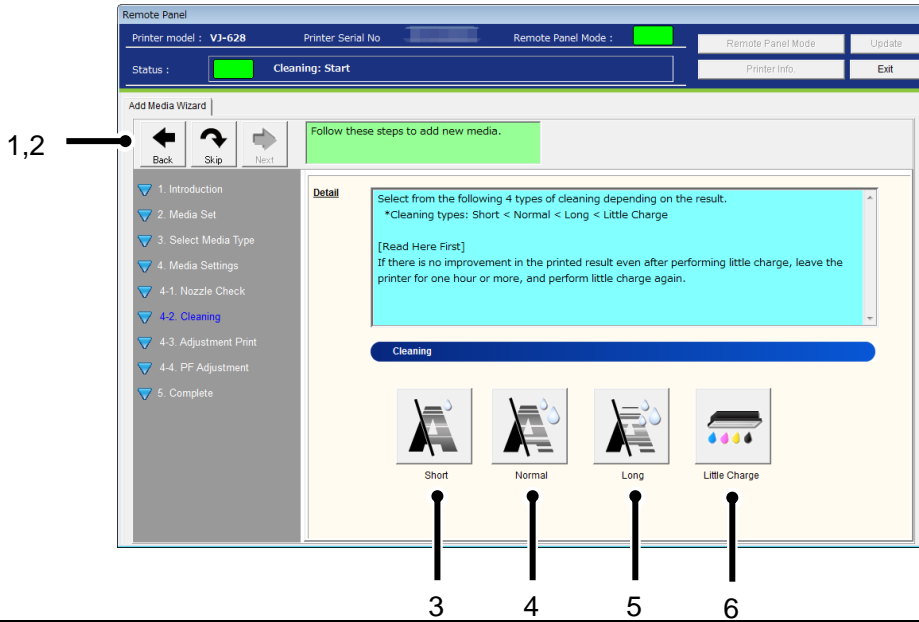 Remote Panel
Printer model : VJ-628 Printer Serial No Remote Panel Mode : Remote Panel Mode Update
Status : Cleaning: Start Printer Info. Exit
Add Media Wizard
1,2
Back Skip Next
Follow these steps to add new media.
1. Introduction
2. Media Set
3. Select Media Type
4. Media Settings
4-1. Nozzle Check
4-2. Cleaning
4-3. Adjustment Print
4-4. PF Adjustment
5. Complete
Detail
Select from the following 4 types of cleaning depending on the result.
*Cleaning types: Short < Normal < Long < Little Charge
[Read Here First]
If there is no improvement in the printed result even after performing little charge, leave the
printer for one hour or more, and perform little charge again.
Cleaning
Short Normal Long Little Charge
3 4 5 6